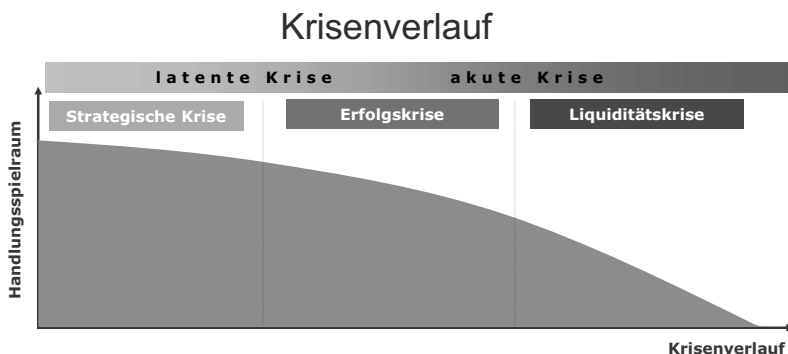 Krisenverlauf
latente Krise akute Krise
Strategische Krise Erfolgskrise Liquiditätskrise
Handlungsspielraum
Krisenverlauf